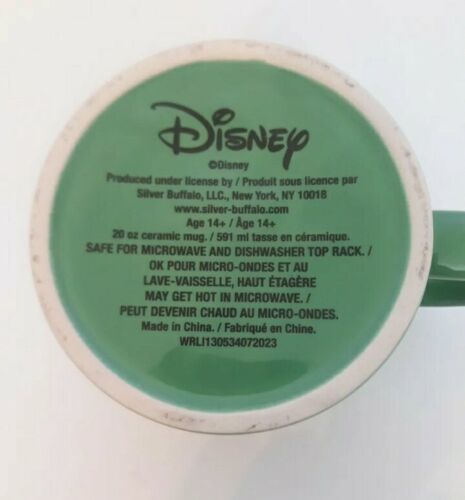 Disney
©Disney
Produced under license by / Produit sous licence par
Silver Buffalo, LLC., New York, NY 10018
www.silver-buffalo.com
Age 14+ / Âge 14+
20 oz ceramic mug. / 591 ml tasse en céramique.
SAFE FOR MICROWAVE AND DISHWASHER TOP RACK. /
OK POUR MICRO-ONDES ET AU
LAVE-VAISSELLE, HAUT ÉTAGÈRE
MAY GET HOT IN MICROWAVE. /
PEUT DEVENIR CHAUD AU MICRO-ONDES.
Made in China. / Fabriqué en Chine.
WRLI130534072023